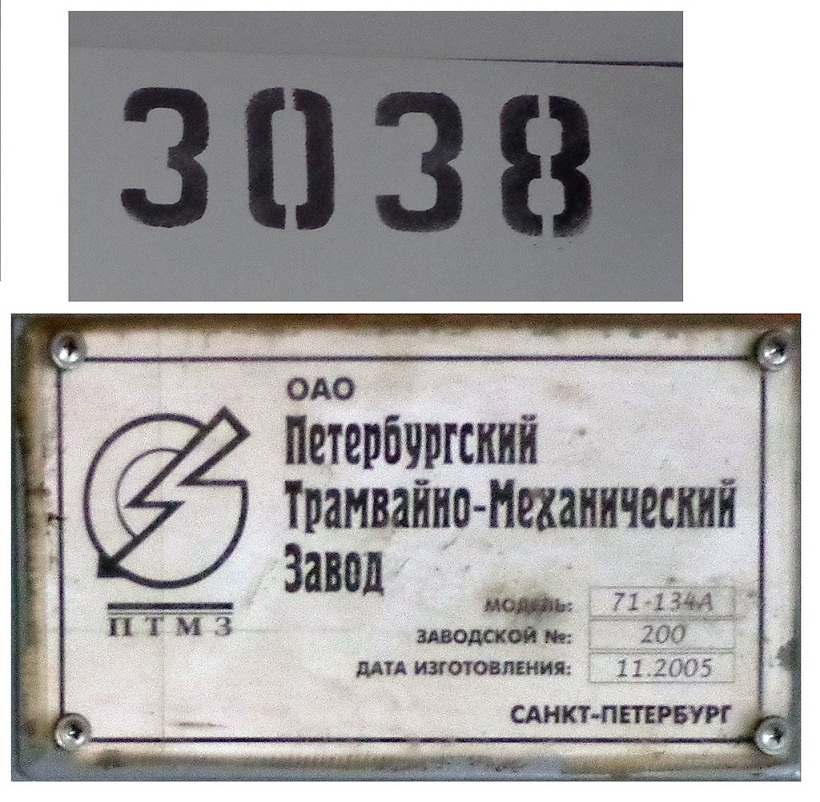 3038
ОАО
Петербургский
Трамвайно-Механический
Завод
ПТМЗ
МОДЕЛЬ: 71-134А
ЗАВОДСКОЙ №: 200
ДАТА ИЗГОТОВЛЕНИЯ: 11.2005
САНКТ-ПЕТЕРБУРГ